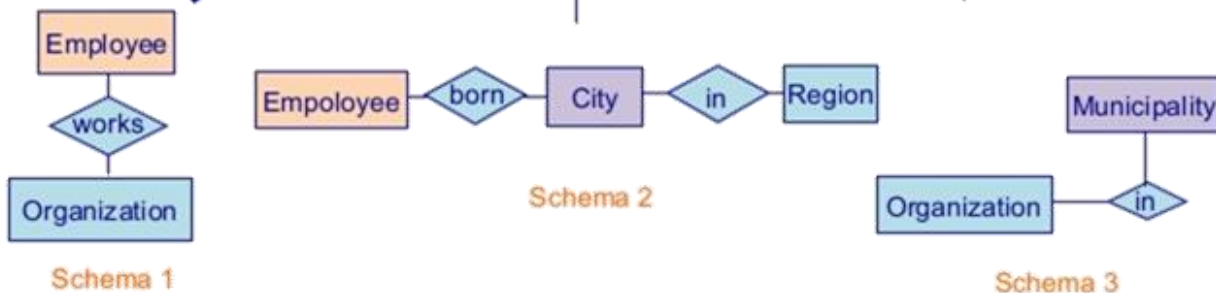 Employee
works
Organization
Schema 1
Empoloyee
born
City
in
Region
Schema 2
Municipality
Organization
in
Schema 3